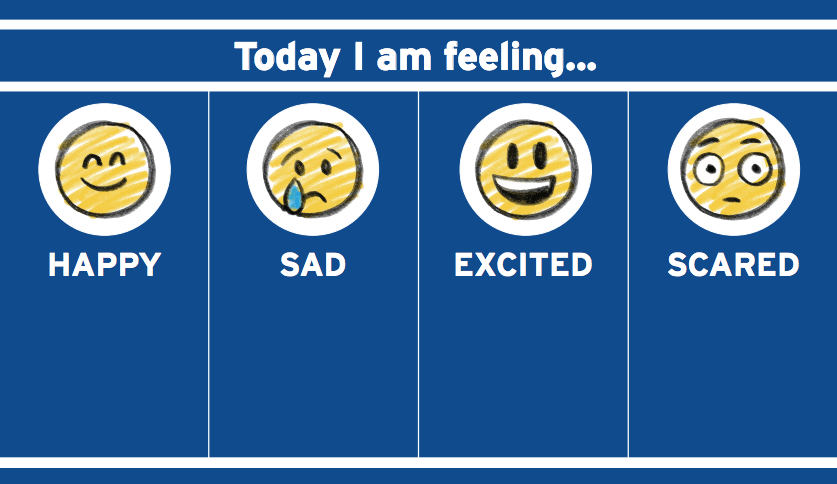 Today I am feeling...
HAPPY
SAD
EXCITED
SCARED